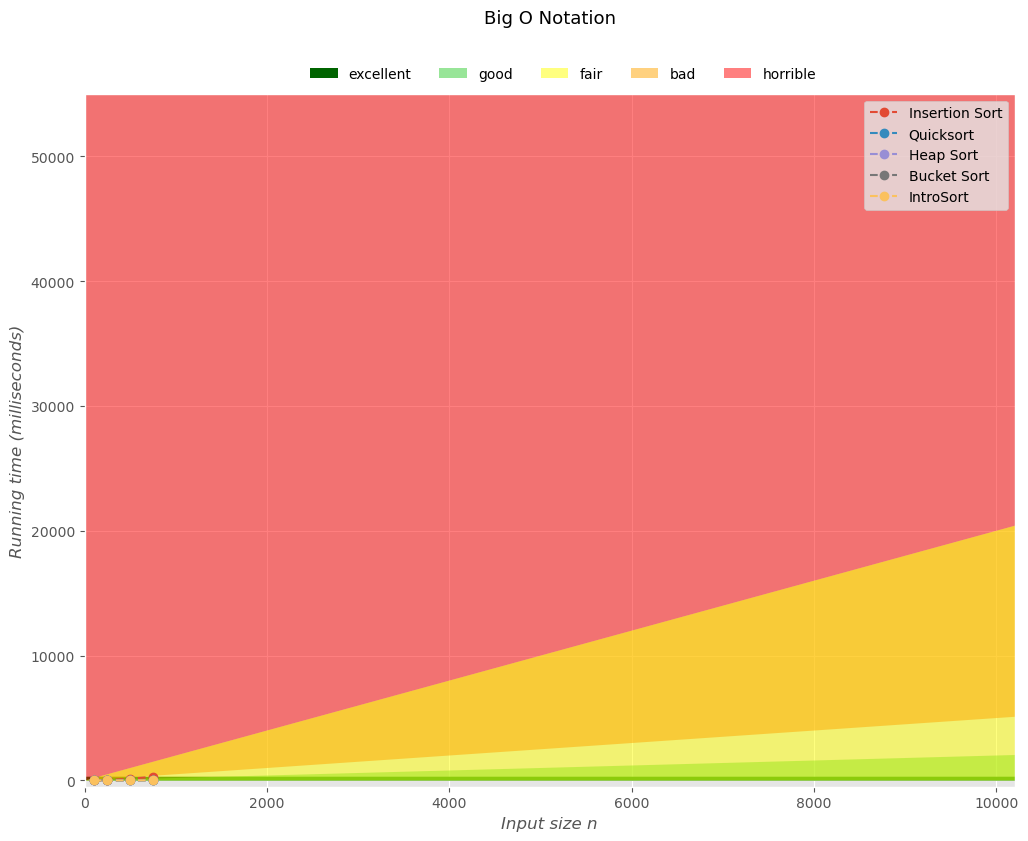 Big O Notation
excellent good fair bad horrible
Insertion Sort
Quicksort
Heap Sort
Bucket Sort
IntroSort
50000
40000
30000
20000
10000
0
Running time (milliseconds)
0 2000 4000 6000 8000 10000
Input size n